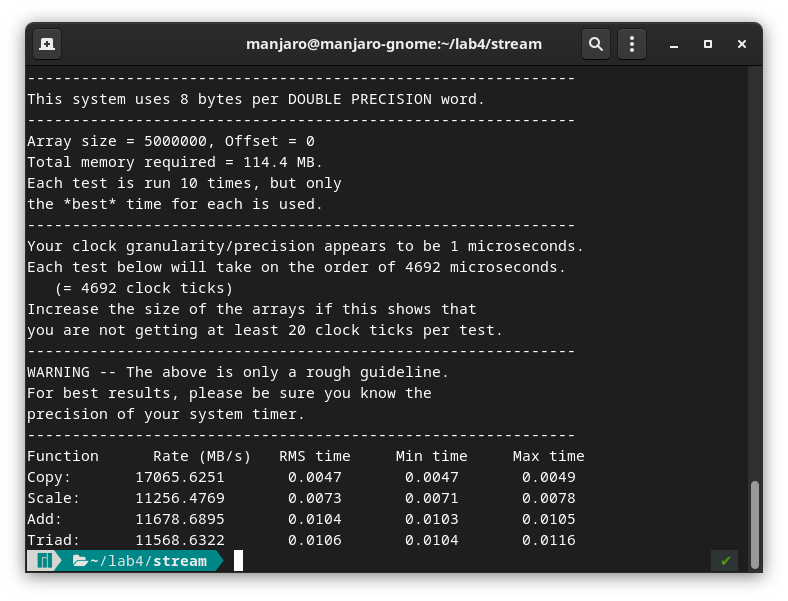 manjaro@manjaro-gnome:~/lab4/stream
-------------------------------------------------------------
This system uses 8 bytes per DOUBLE PRECISION word.
-------------------------------------------------------------
Array size = 5000000, Offset = 0
Total memory required = 114.4 MB.
Each test is run 10 times, but only
the *best* time for each is used.
-------------------------------------------------------------
Your clock granularity/precision appears to be 1 microseconds.
Each test below will take on the order of 4692 microseconds.
   (= 4692 clock ticks)
Increase the size of the arrays if this shows that
you are not getting at least 20 clock ticks per test.
-------------------------------------------------------------
WARNING -- The above is only a rough guideline.
For best results, please be sure you know the
precision of your system timer.
-------------------------------------------------------------
Function      Rate (MB/s)   RMS time     Min time     Max time
Copy:       17065.6251       0.0047       0.0047       0.0049
Scale:      11256.4769       0.0073       0.0071       0.0078
Add:        11678.6895       0.0104       0.0103       0.0105
Triad:      11568.6322       0.0106       0.0104       0.0116
~/lab4/stream